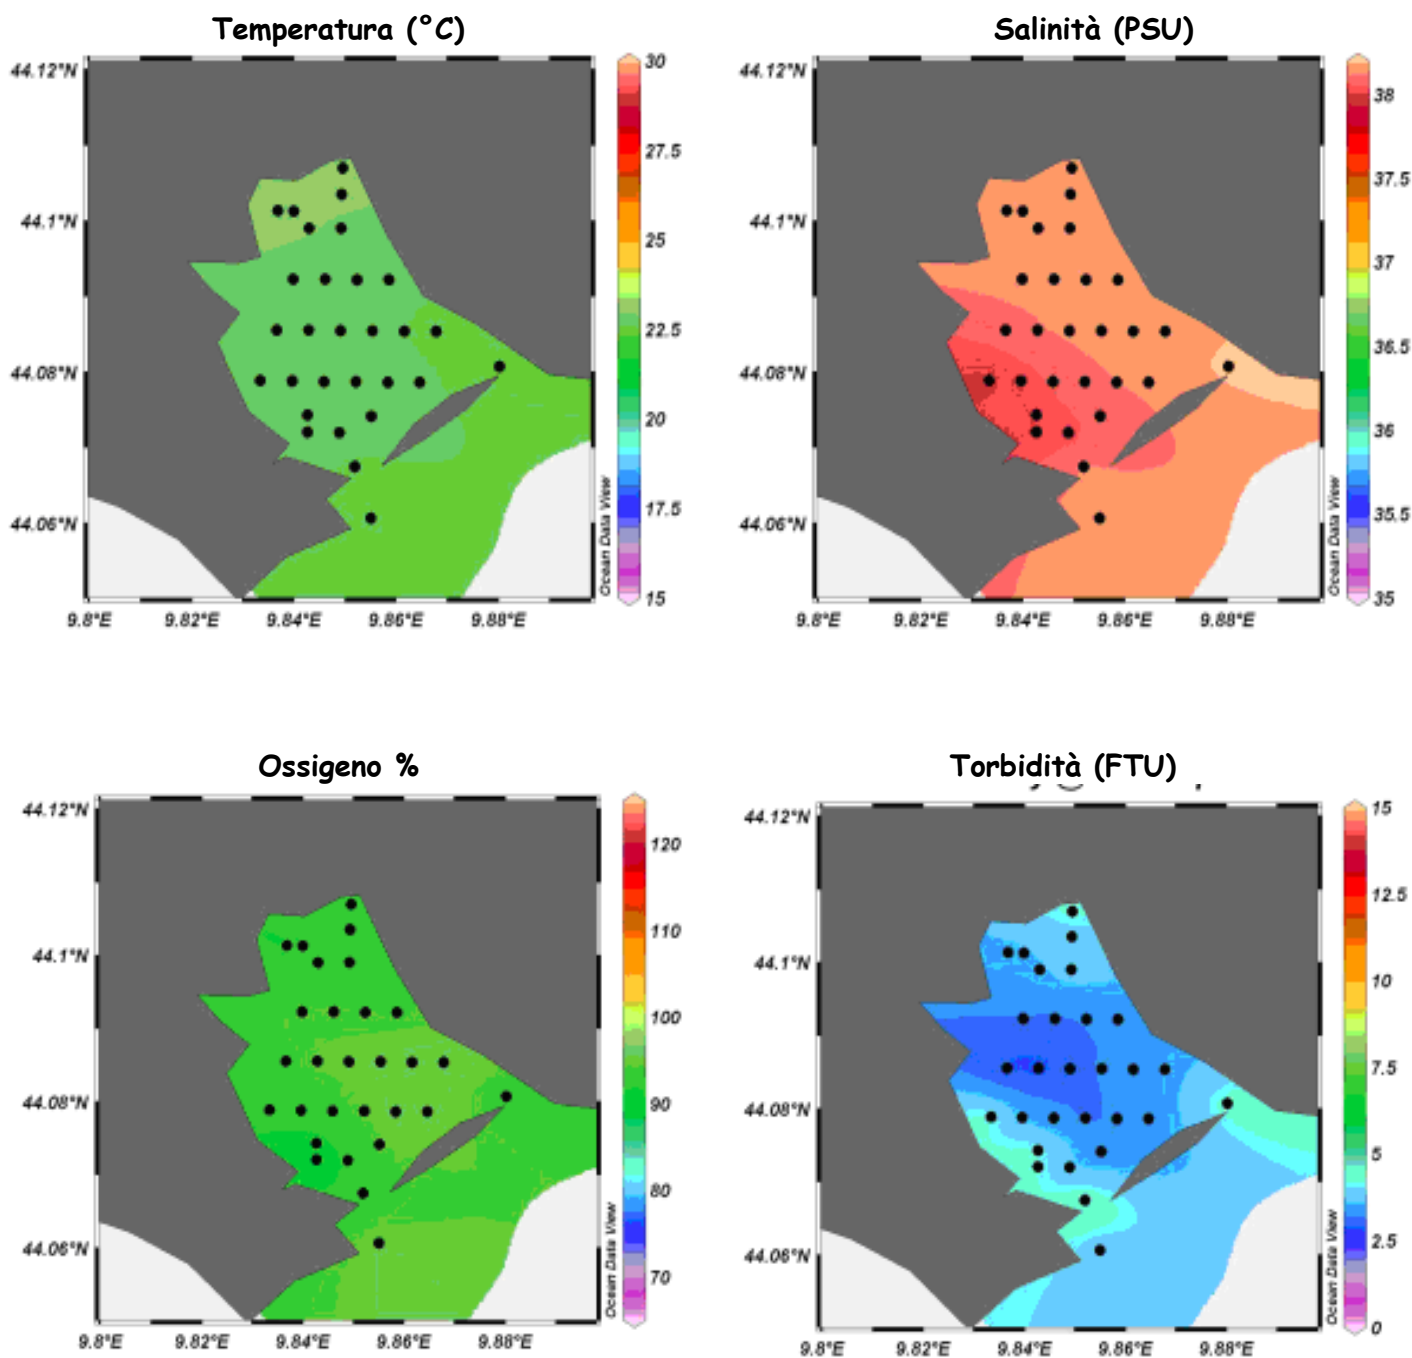 Temperatura (°C)
44.12°N
44.1°N
44.08°N
44.06°N
9.8°E 9.82°E 9.84°E 9.86°E 9.88°E
30
27.5
25
22.5
20
17.5
15
Ocean Data View
Salinità (PSU)
44.12°N
44.1°N
44.08°N
44.06°N
9.8°E 9.82°E 9.84°E 9.86°E 9.88°E
38
37.5
37
36.5
36
35.5
35
Ocean Data View
Ossigeno %
44.12°N
44.1°N
44.08°N
44.06°N
9.8°E 9.82°E 9.84°E 9.86°E 9.88°E
120
110
100
90
80
70
Ocean Data View
Torbidità (FTU)
44.12°N
44.1°N
44.08°N
44.06°N
9.8°E 9.82°E 9.84°E 9.86°E 9.88°E
15
12.5
10
7.5
5
2.5
0
Ocean Data View